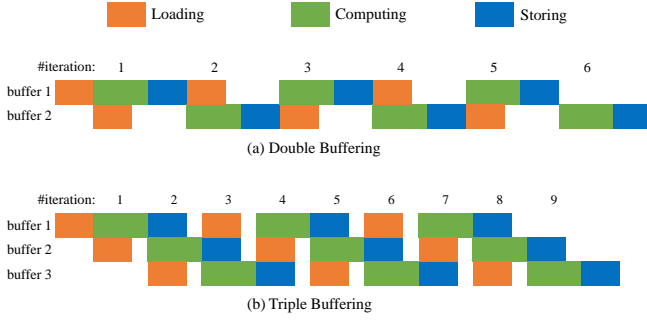 Loading Computing Storing
#iteration: 1 2 3 4 5 6
buffer 1
buffer 2
(a) Double Buffering
#iteration: 1 2 3 4 5 6 7 8 9
buffer 1
buffer 2
buffer 3
(b) Triple Buffering